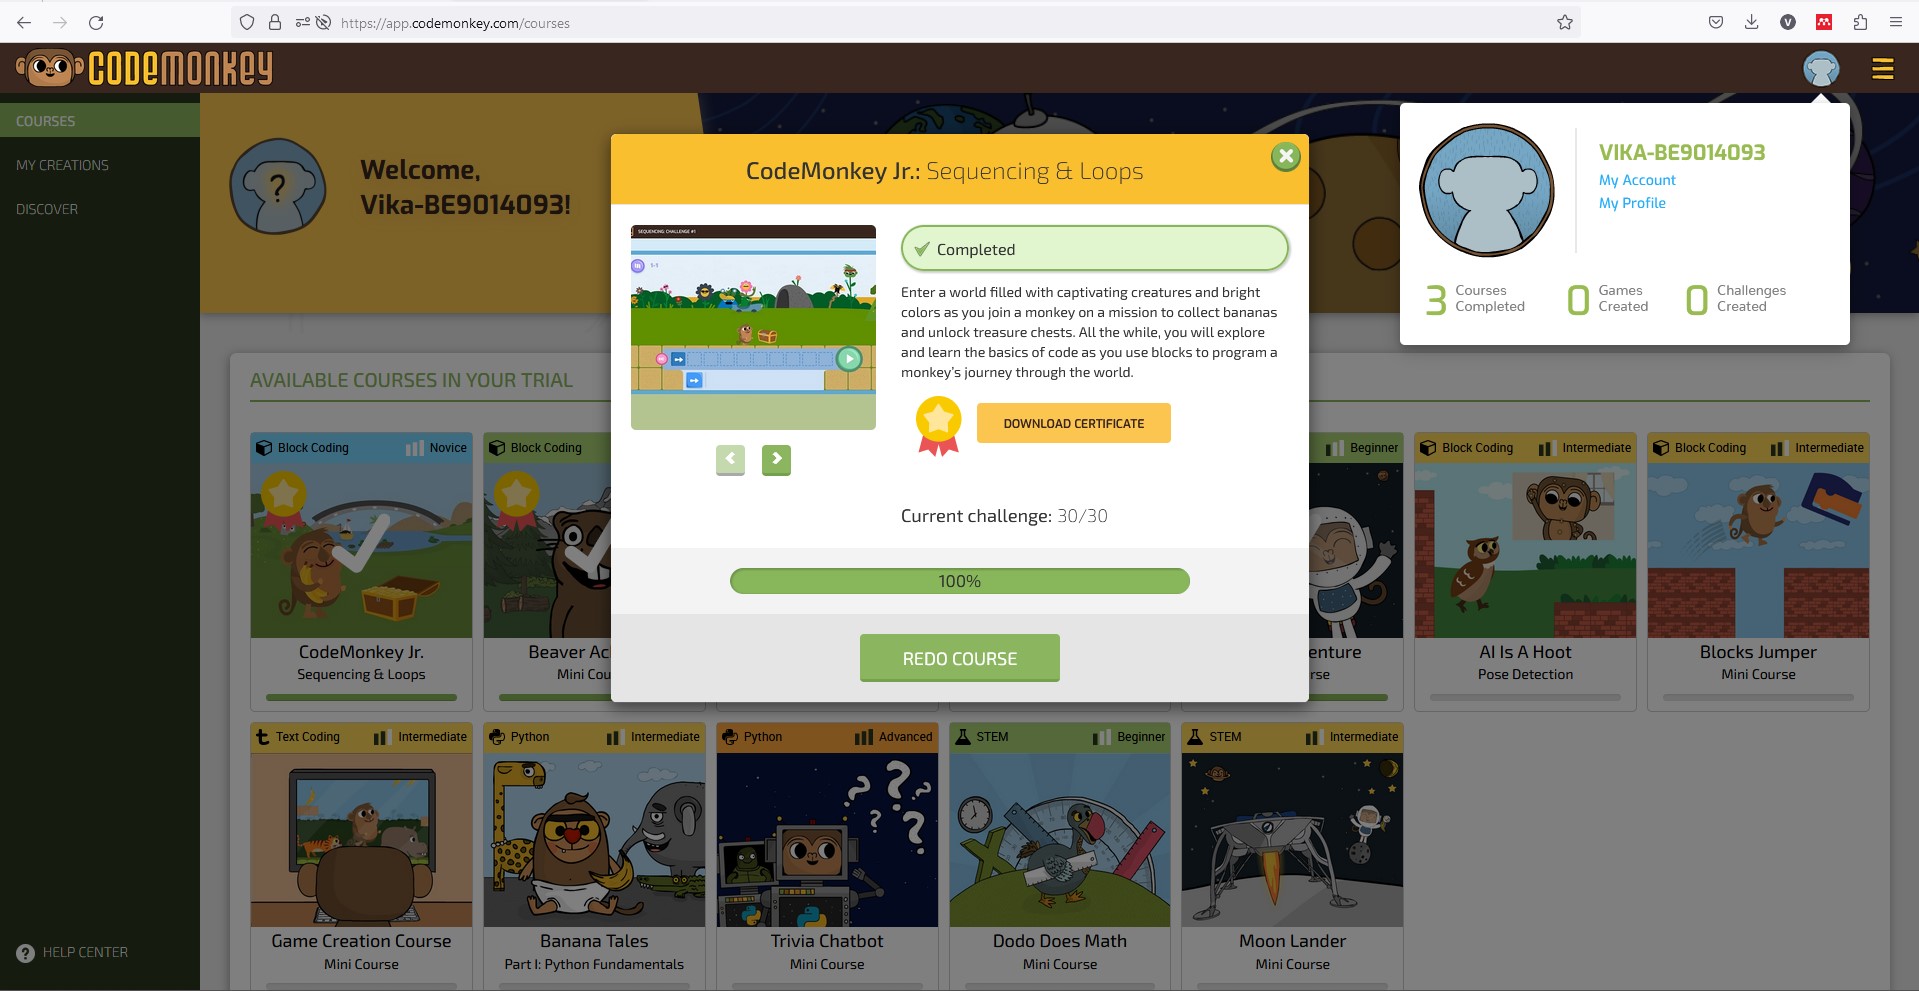 https://app.codemonkey.com/courses
V
CODEMONKEY
COURSES
MY CREATIONS
DISCOVER
HELP CENTER
?
Welcome,
Vika-BE9014093!
VIKA-BE9014093
My Account
My Profile
3 Courses Completed
0 Games Created
0 Challenges Created
CodeMonkey Jr.: Sequencing & Loops
SEQUENCING: CHALLENGE #1
1-1
Completed
Enter a world filled with captivating creatures and bright
colors as you join a monkey on a mission to collect bananas
and unlock treasure chests. All the while, you will explore
and learn the basics of code as you use blocks to program a
monkey's journey through the world.
DOWNLOAD CERTIFICATE
Current challenge: 30/30
100%
REDO COURSE
AVAILABLE COURSES IN YOUR TRIAL
Block Coding Novice
CodeMonkey Jr.
Sequencing & Loops
Block Coding
Beaver Ac
Mini Cou
Beginner
enture
rse
Block Coding Intermediate
AI Is A Hoot
Pose Detection
Block Coding Intermediate
Blocks Jumper
Mini Course
Text Coding Intermediate
Game Creation Course
Mini Course
Python Intermediate
Banana Tales
Part I: Python Fundamentals
Python Advanced
Trivia Chatbot
Mini Course
STEM Beginner
Dodo Does Math
Mini Course
STEM Intermediate
Moon Lander
Mini Course